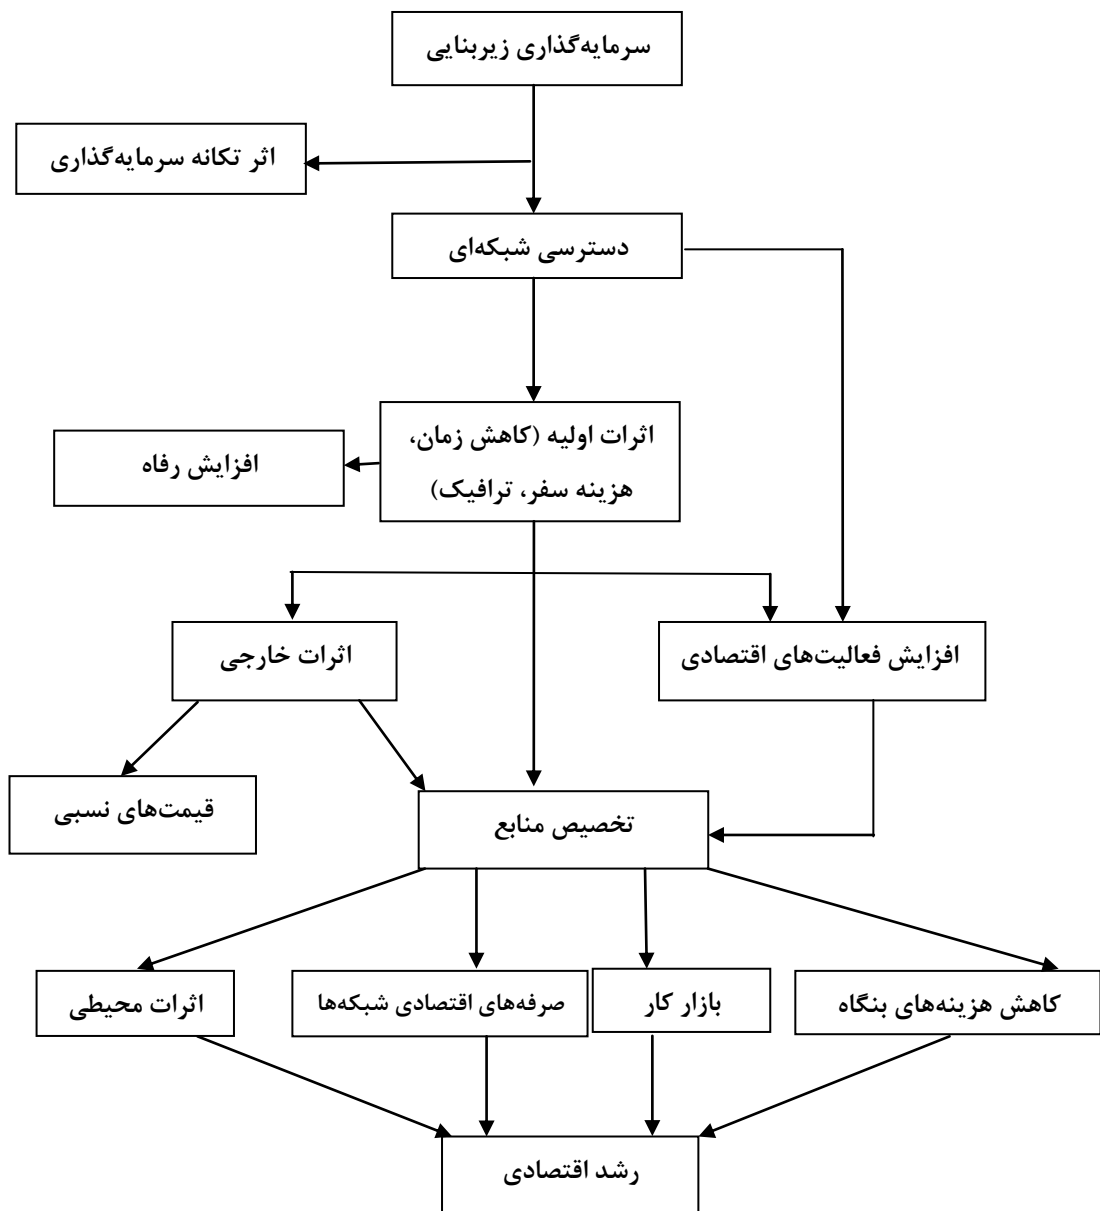 سرمایه‌گذاری زیربنایی
اثر تکانه سرمایه‌گذاری
دسترسی شبکه‌ای
اثرات اولیه (کاهش زمان،
هزینه سفر، ترافیک)
افزایش رفاه
افزایش فعالیت‌های اقتصادی
اثرات خارجی
قیمت‌های نسبی
تخصیص منابع
کاهش هزینه‌های بنگاه
بازار کار
صرفه‌های اقتصادی شبکه‌ها
اثرات محیطی
رشد اقتصادی